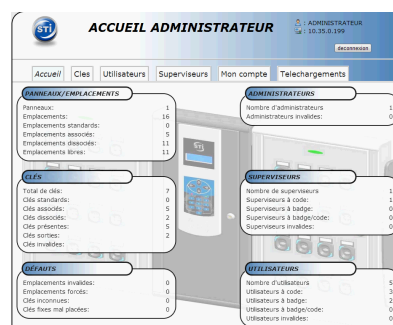 STI
ACCUEIL ADMINISTRATEUR
: ADMINISTRATEUR
: 10.35.0.199
deconnexion
Accueil Cles Utilisateurs Superviseurs Mon compte Telechargements
PANNEAUX/EMPLACEMENTS
Panneaux: 1
Emplacements: 16
Emplacements standards: 0
Emplacements associés: 5
Emplacements dissociés: 11
Emplacements libres: 11
ADMINISTRATEURS
Nombre d'administrateurs 1
Administrateurs invalides: 0
CLÉS
Total de clés: 7
Clés standards: 0
Clés associés: 5
Clés dissociés: 2
Clés présentes: 5
Clés sorties: 2
Clés invalides:
SUPERVISEURS
Nombre de superviseurs 1
Superviseurs à code: 1
Superviseurs à badge: 0
Superviseurs à badge/code: 0
Superviseurs invalides: 0
DÉFAUTS
Emplacements invalides: 0
Emplacements forcés: 0
Clés inconnues: 0
Clés fixes mal placées: 0
UTILISATEURS
Nombre d'utilisateurs 5
Utilisateurs à code: 3
Utilisateurs à badge: 2
Utilisateurs à badge/code: 0
Utilisateurs invalides: 0